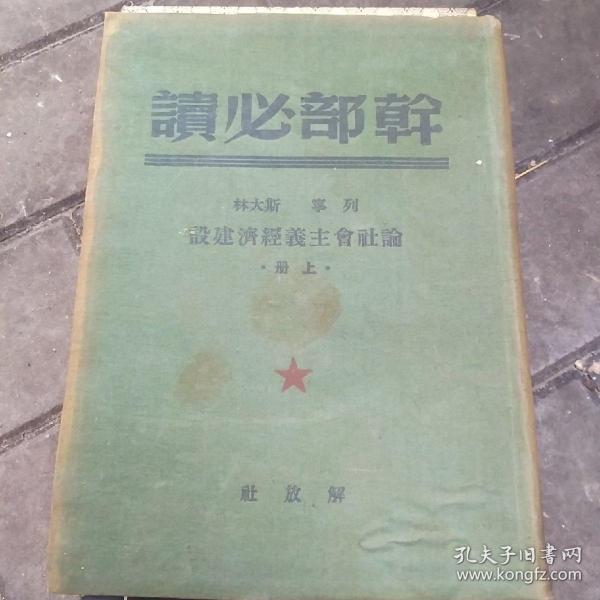 幹部必讀
列寧 斯大林
論社會主義經濟建設
·上册·
解放社
孔夫子旧书网
www.kongfz.com